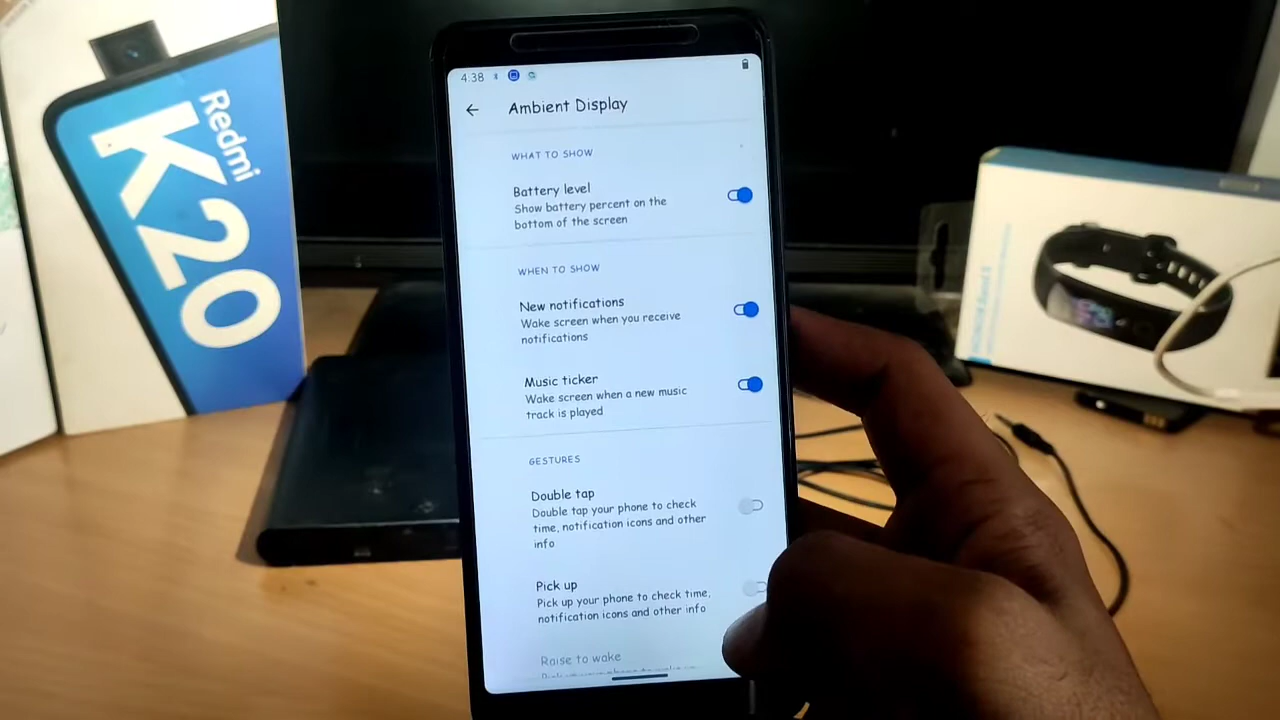 Redmi
K20
4:38
Ambient Display
WHAT TO SHOW
Battery level
Show battery percent on the
bottom of the screen
WHEN TO SHOW
New notifications
Wake screen when you receive
notifications
Music ticker
Wake screen when a new music
track is played
GESTURES
Double tap
Double tap your phone to check
time, notification icons and other
info
Pick up
Pick up your phone to check time,
notification icons and other info
Raise to wake